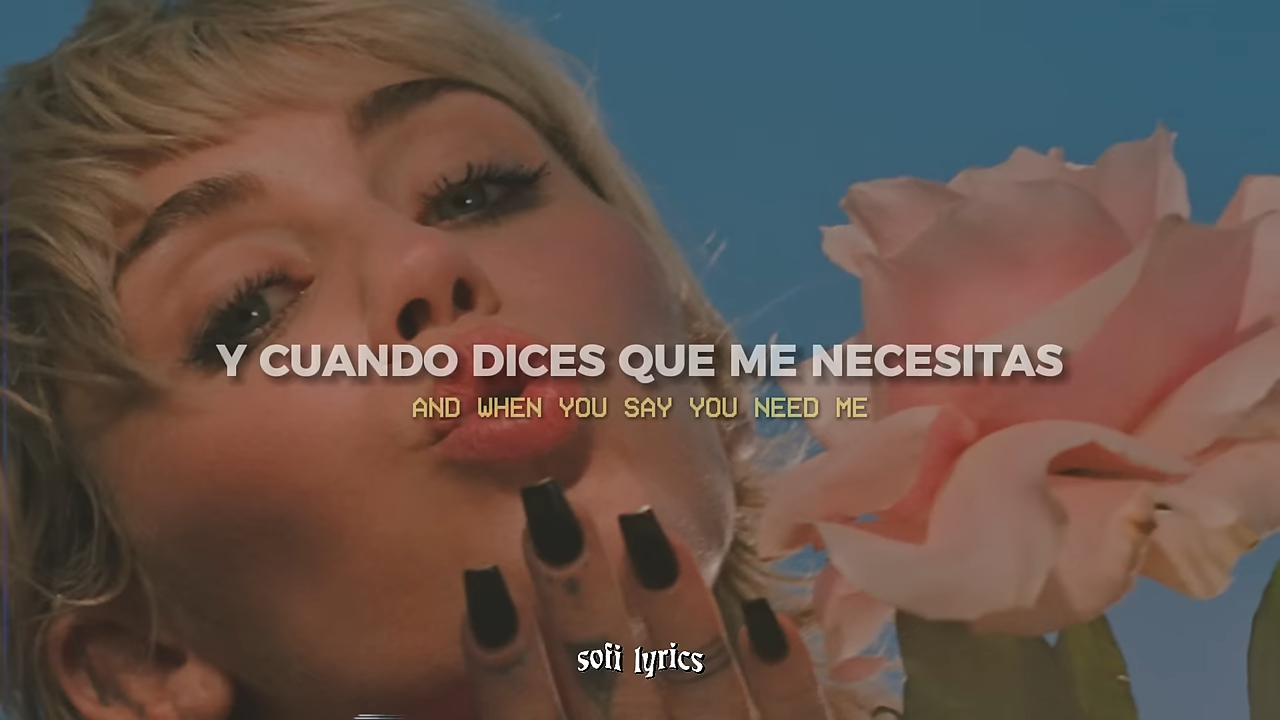 Y CUANDO DICES QUE ME NECESITAS
AND WHEN YOU SAY YOU NEED ME
sofi lyrics